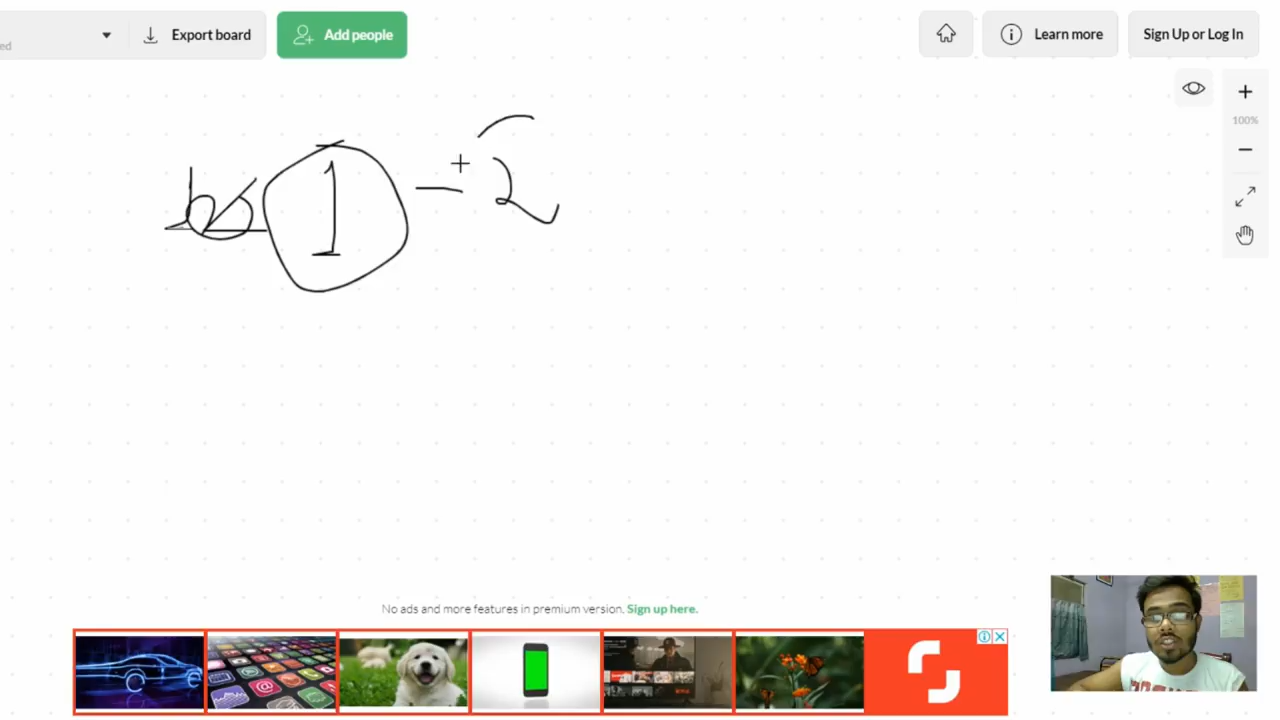 ed
Export board
Add people
Learn more
Sign Up or Log In
100%
1 - 2
No ads and more features in premium version. Sign up here.